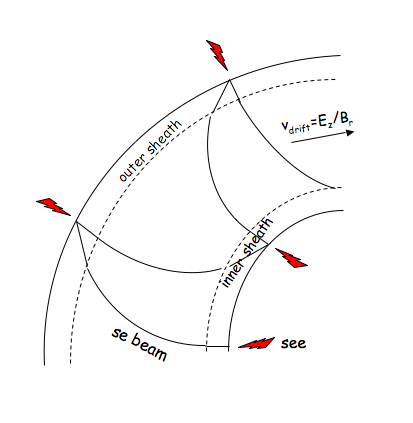 outer sheath
v_drift=E_z/B_r
inner sheath
se beam
see